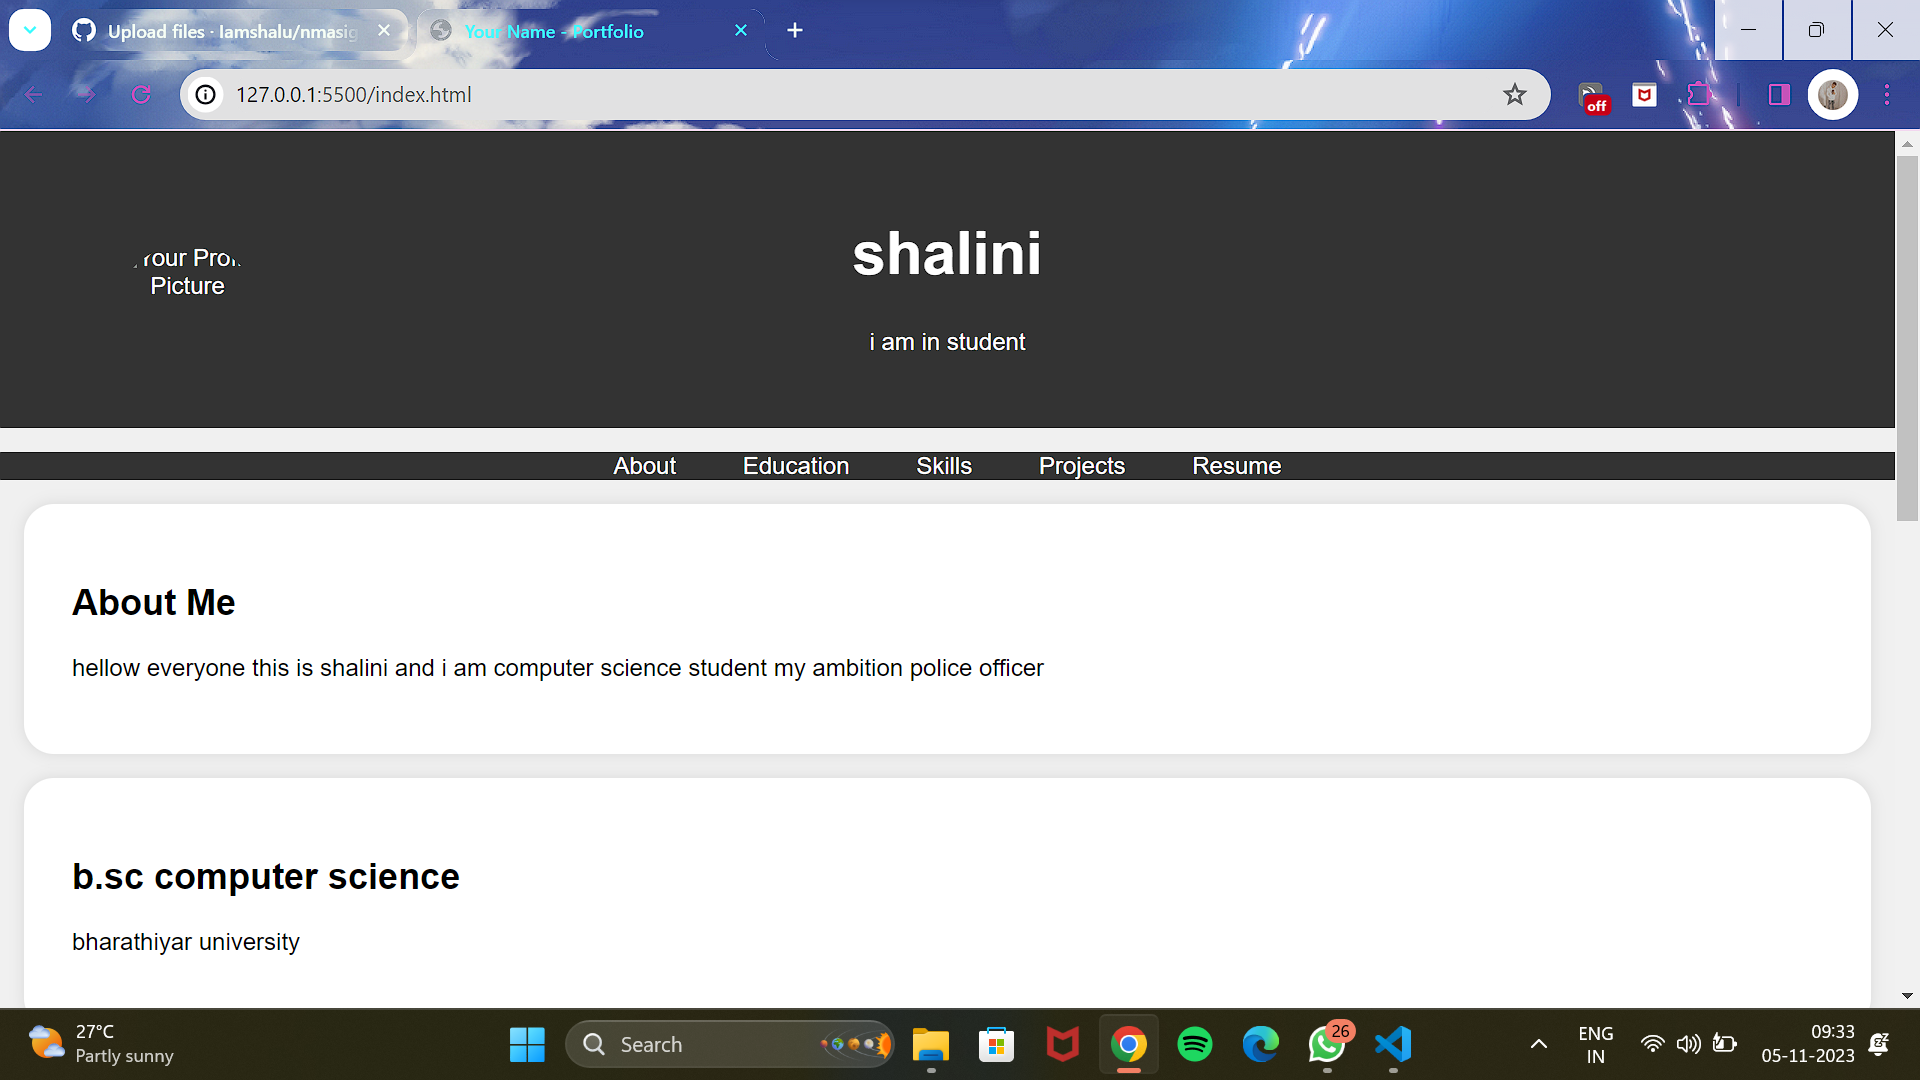 Upload files · Iamshalu/nmasig
Your Name - Portfolio
127.0.0.1:5500/index.html
off
Your Profile
Picture
shalini
i am in student
About Education Skills Projects Resume
About Me
hellow everyone this is shalini and i am computer science student my ambition police officer
b.sc computer science
bharathiyar university
27°C
Partly sunny
Search
26
ENG
IN
09:33
05-11-2023